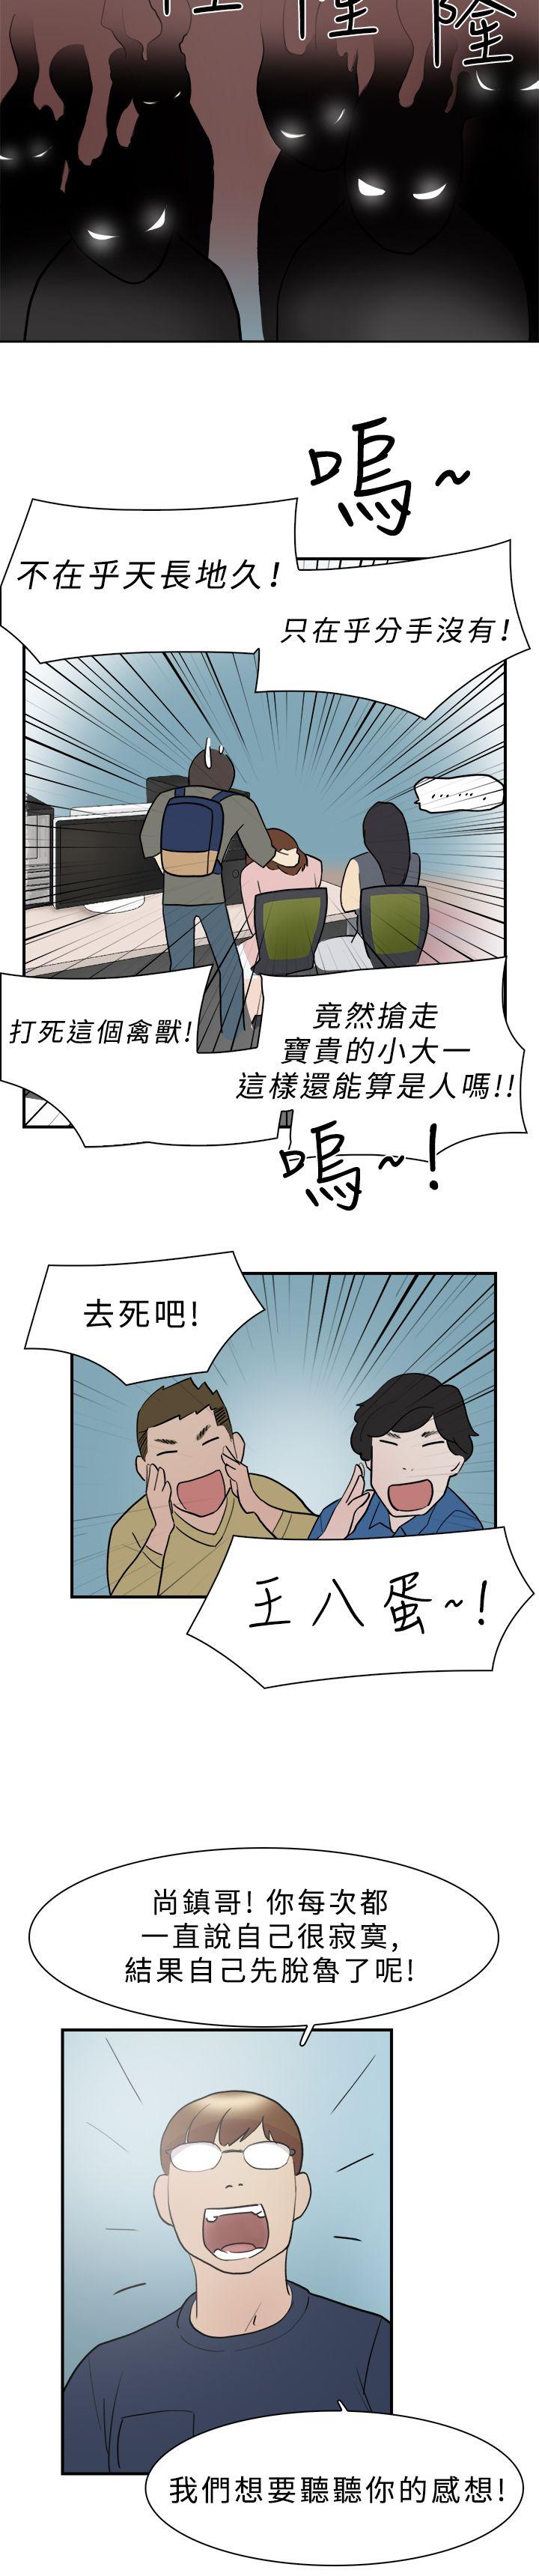 隆隆隆
嗚~
不在乎天長地久!
只在乎分手沒有!
……
打死這個禽獸!
竟然搶走
寶貴的小大一
這樣還能算是人嗎!!
嗚~!
去死吧!
王八蛋~!
尚鎮哥! 你每次都
一直說自己很寂寞,
結果自己先脫魯了呢!
我們想要聽聽你的感想!